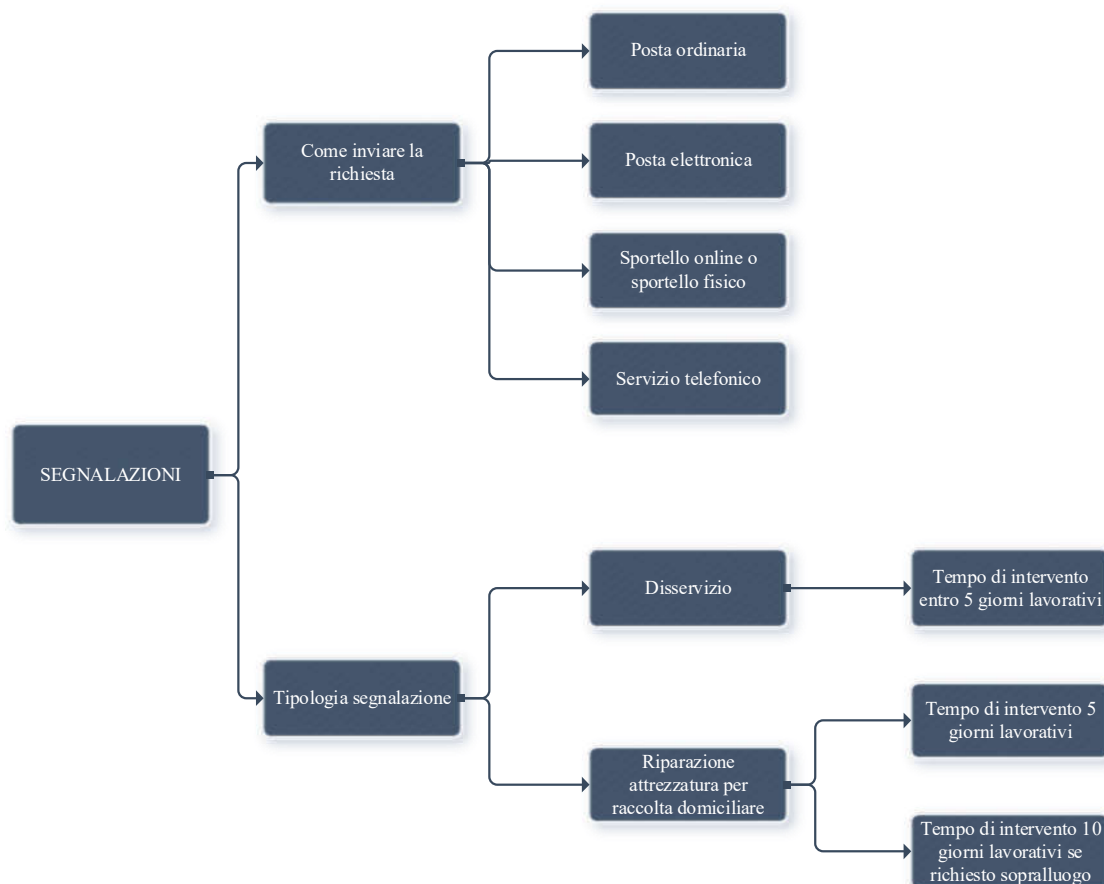 SEGNALAZIONI
Come inviare la
richiesta
Posta ordinaria
Posta elettronica
Sportello online o
sportello fisico
Servizio telefonico
Tipologia segnalazione
Disservizio
Tempo di intervento
entro 5 giorni lavorativi
Riparazione
attrezzatura per
raccolta domiciliare
Tempo di intervento 5
giorni lavorativi
Tempo di intervento 10
giorni lavorativi se
richiesto sopralluogo